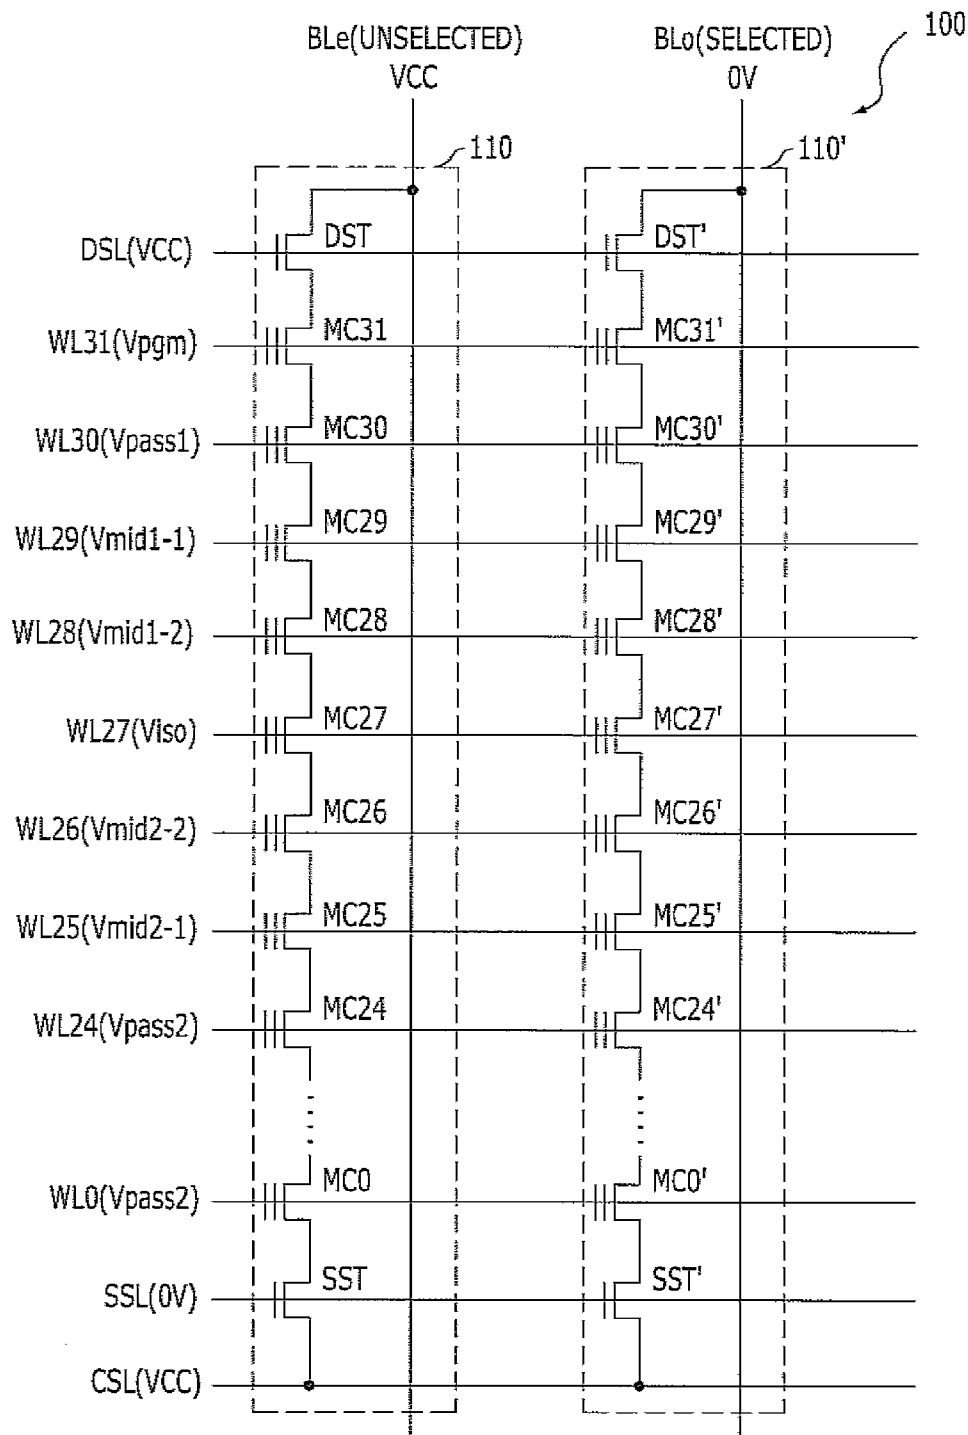 100
BLe(UNSELECTED) BLo(SELECTED)
VCC 0V
110 110'
DSL(VCC) DST DST'
WL31(Vpgm) MC31 MC31'
WL30(Vpass1) MC30 MC30'
WL29(Vmid1-1) MC29 MC29'
WL28(Vmid1-2) MC28 MC28'
WL27(Viso) MC27 MC27'
WL26(Vmid2-2) MC26 MC26'
WL25(Vmid2-1) MC25 MC25'
WL24(Vpass2) MC24 MC24'
WL0(Vpass2) MC0 MC0'
SSL(0V) SST SST'
CSL(VCC)